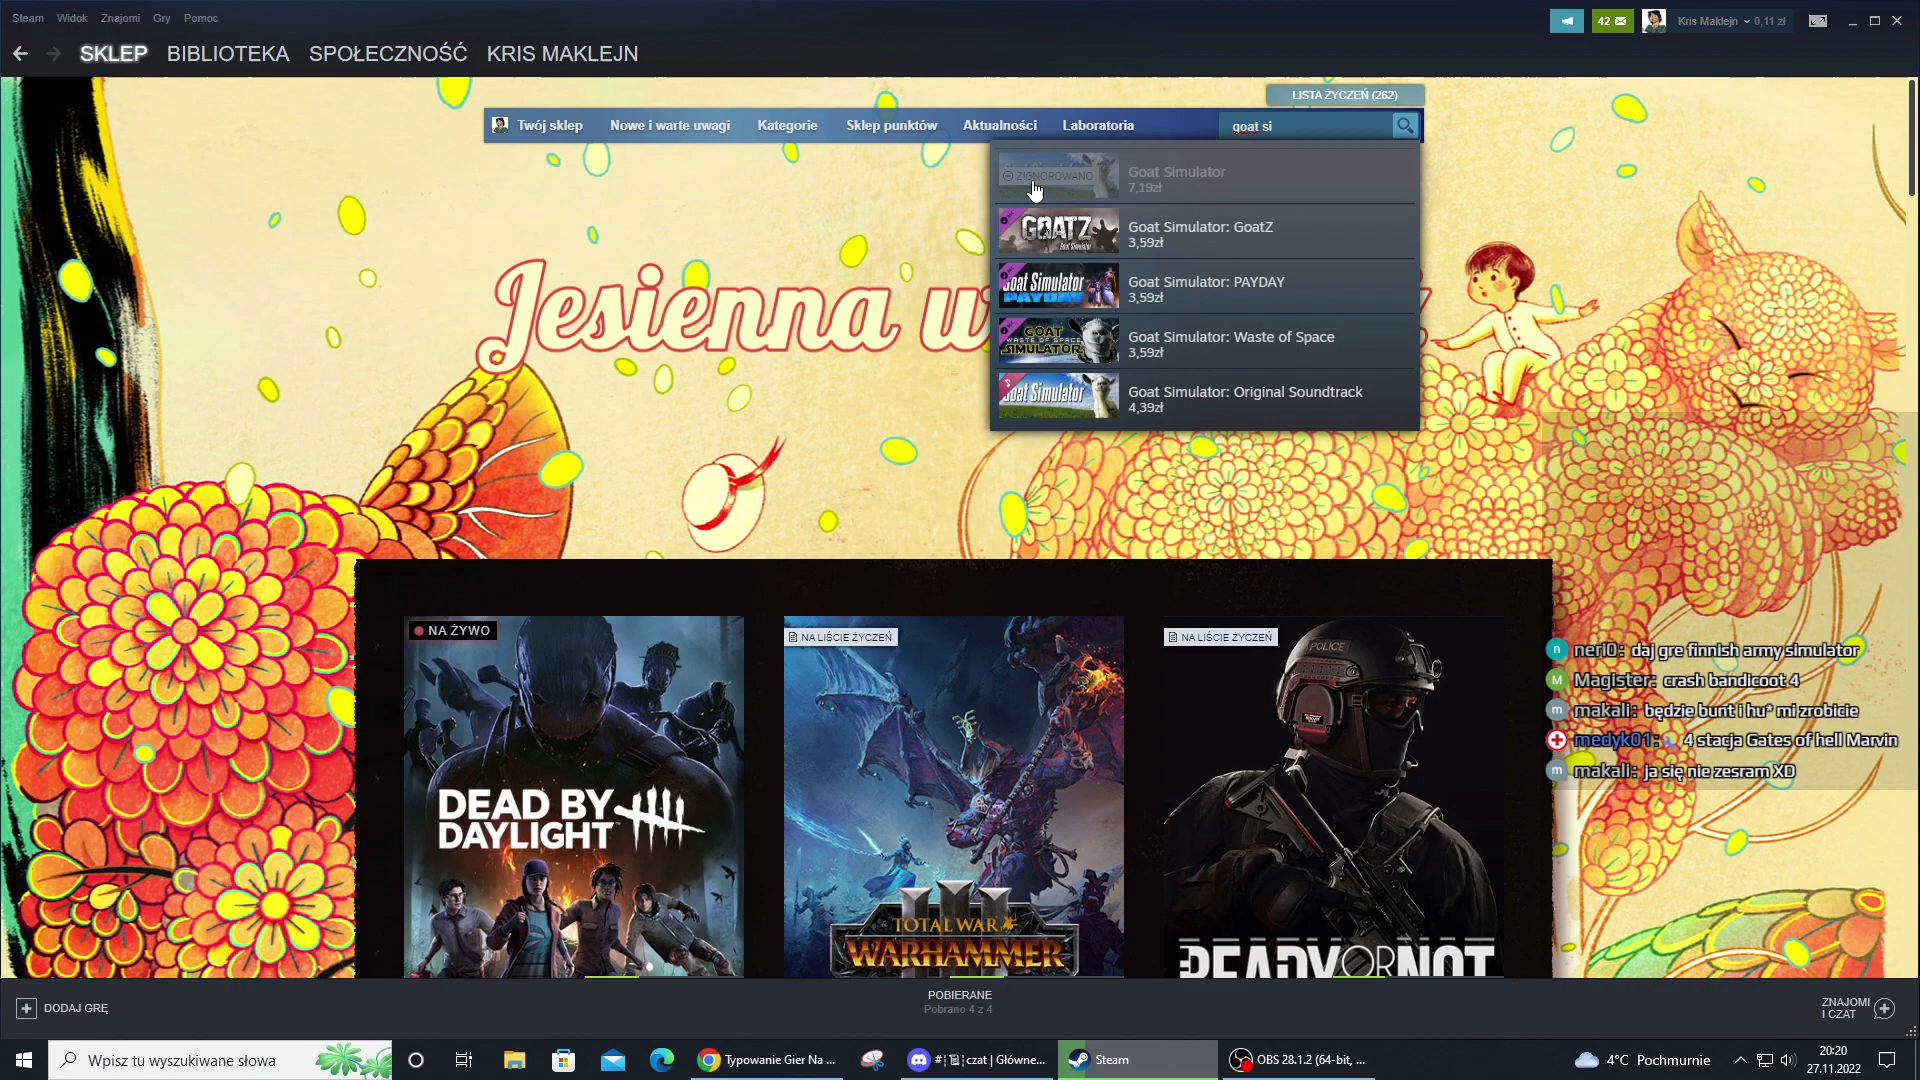 Steam Widok Znajomi Gry Pomoc
42 Kris Maklejn 0,11 zł
SKLEP BIBLIOTEKA SPOŁECZNOŚĆ KRIS MAKLEJN
LISTA ŻYCZEŃ (262)
Twój sklep Nowe i warte uwagi Kategorie Sklep punktów Aktualności Laboratoria goat si
ZIGNOROWANO
Goat Simulator
7,19zł
GOATZ
Goat Simulator
Goat Simulator: GoatZ
3,59zł
Goat Simulator
PAYDAY
Goat Simulator: PAYDAY
3,59zł
GOAT
WASTE OF SPACE
SIMULATOR
Goat Simulator: Waste of Space
3,59zł
Goat Simulator
Goat Simulator: Original Soundtrack
4,39zł
Jesienna w
NA ŻYWO
DEAD BY
DAYLIGHT
NA LIŚCIE ŻYCZEŃ
TOTAL WAR
WARHAMMER
III
NA LIŚCIE ŻYCZEŃ
POLICE
READY OR NOT
n neri0: daj gre finnish army simulator
M Magister: crash bandicoot 4
m makali: będzie bunt i hu* mi zrobicie
medyk01: 4 stacja Gates of hell Marvin
m makali: ja się nie zesram XD
DODAJ GRĘ
POBIERANE
Pobrano 4 z 4
ZNAJOMI
I CZAT
Wpisz tu wyszukiwane słowa
Typowanie Gier Na ...
czat | Główne...
Steam
OBS 28.1.2 (64-bit, ...
4°C Pochmurnie
20:20
27.11.2022